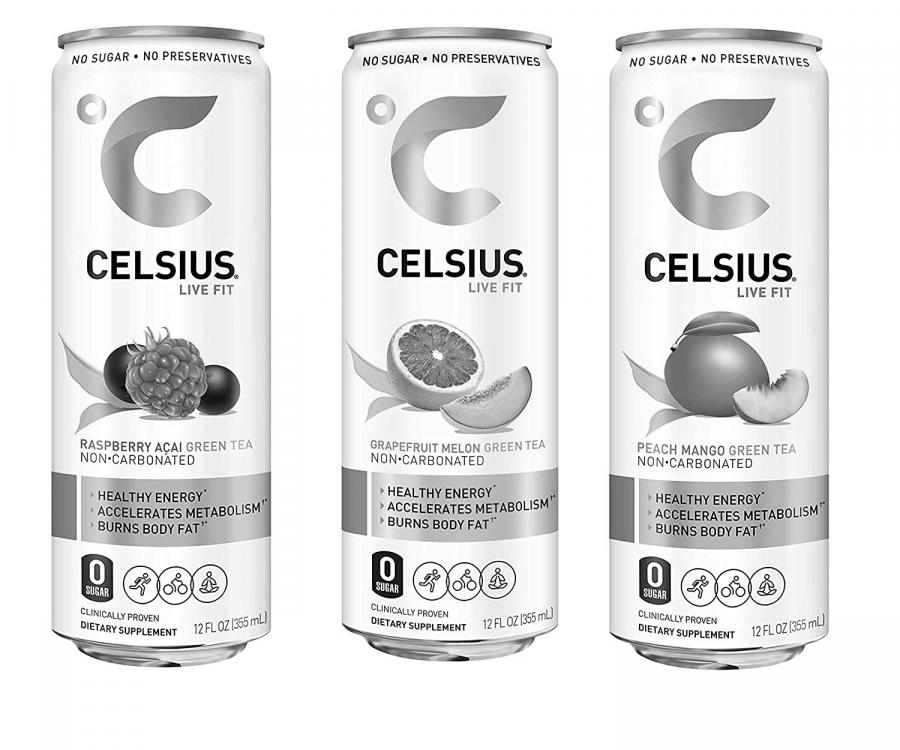 NO SUGAR • NO PRESERVATIVES
CELSIUS®
LIVE FIT
RASPBERRY AÇAI GREEN TEA
NON•CARBONATED
HEALTHY ENERGY*
ACCELERATES METABOLISM†*
BURNS BODY FAT†*
0
SUGAR
CLINICALLY PROVEN
DIETARY SUPPLEMENT
12 FL OZ (355 mL)
NO SUGAR • NO PRESERVATIVES
CELSIUS®
LIVE FIT
GRAPEFRUIT MELON GREEN TEA
NON•CARBONATED
HEALTHY ENERGY*
ACCELERATES METABOLISM†*
BURNS BODY FAT†*
0
SUGAR
CLINICALLY PROVEN
DIETARY SUPPLEMENT
12 FL OZ (355 mL)
NO SUGAR • NO PRESERVATIVES
CELSIUS®
LIVE FIT
PEACH MANGO GREEN TEA
NON•CARBONATED
HEALTHY ENERGY*
ACCELERATES METABOLISM†*
BURNS BODY FAT†*
0
SUGAR
CLINICALLY PROVEN
DIETARY SUPPLEMENT
12 FL OZ (355 mL)